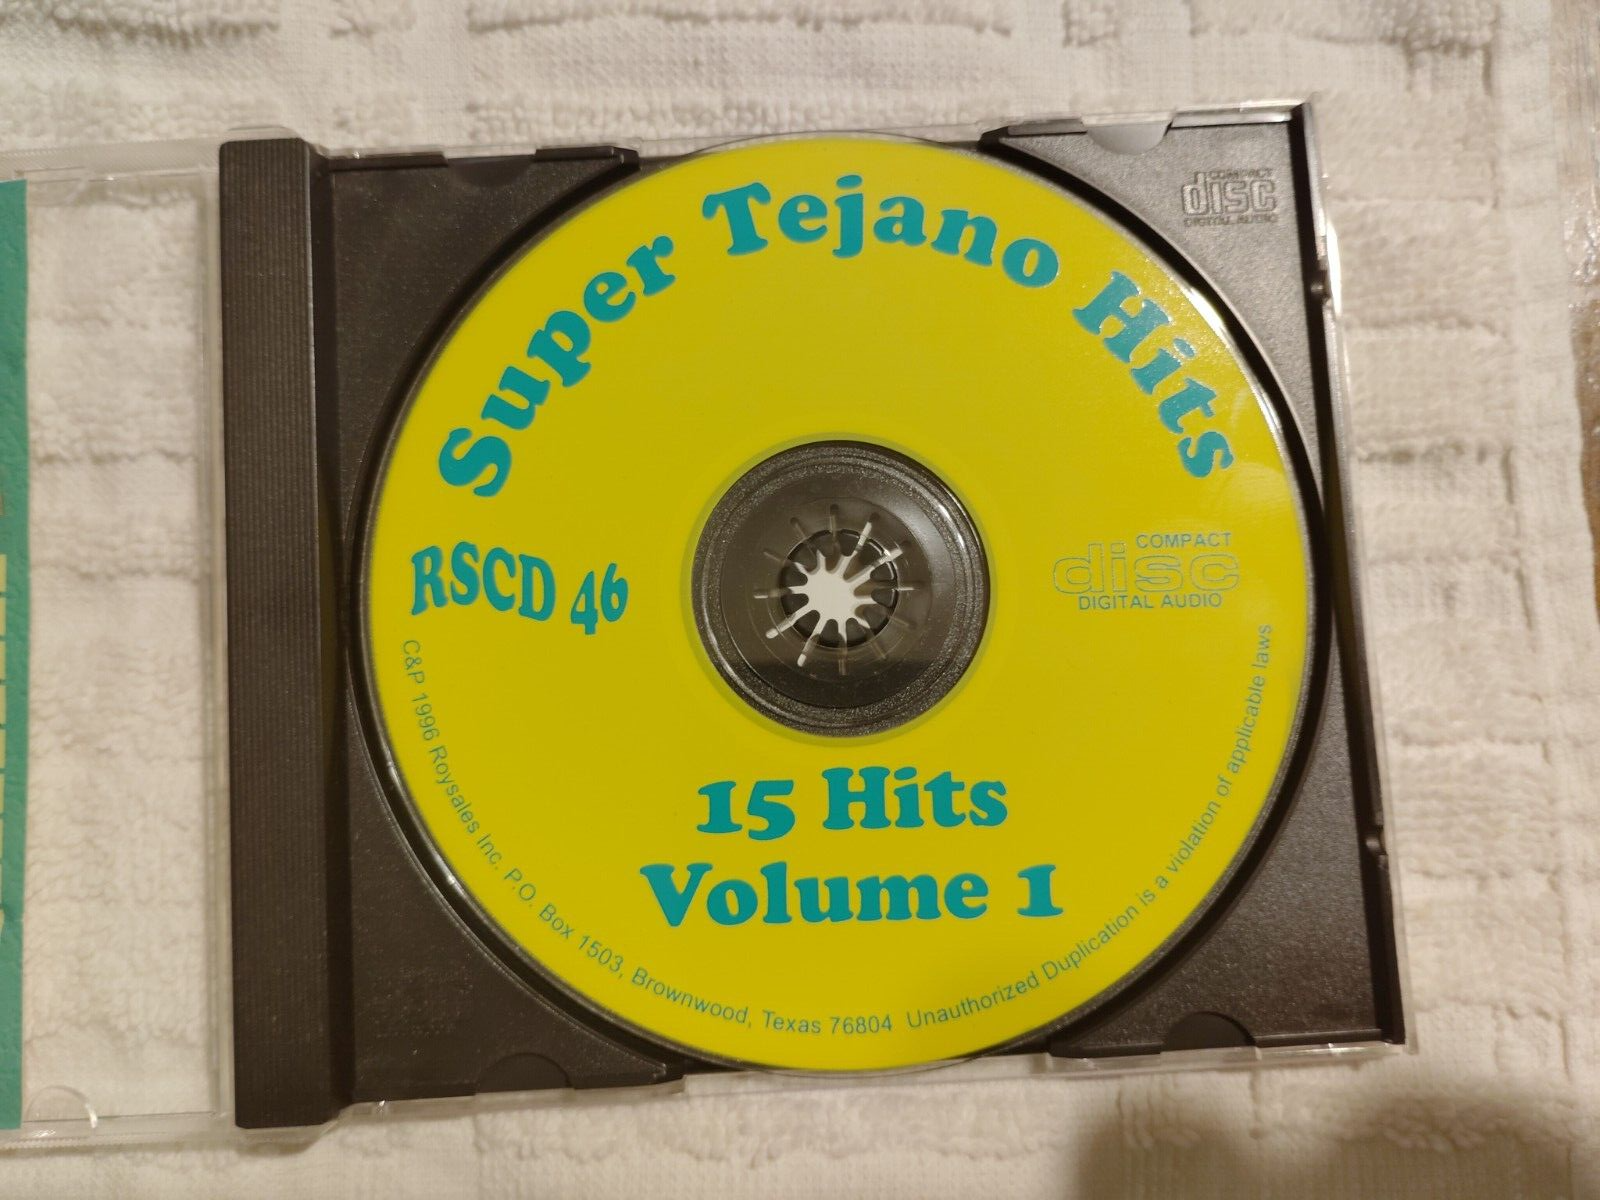 Super Tejano Hits
COMPACT
disc
DIGITAL AUDIO
RSCD 46
COMPACT
disc
DIGITAL AUDIO
15 Hits
Volume 1
C&P 1996 Roysales Inc. P.O. Box 1503, Brownwood, Texas 76804 Unauthorized Duplication is a violation of applicable laws